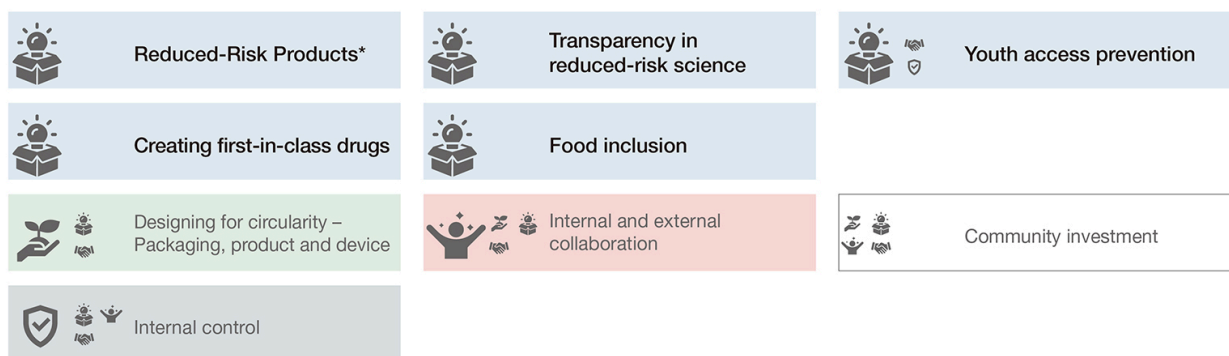 Reduced-Risk Products*
Transparency in
reduced-risk science
Youth access prevention
Creating first-in-class drugs
Food inclusion
Designing for circularity –
Packaging, product and device
Internal and external
collaboration
Community investment
Internal control